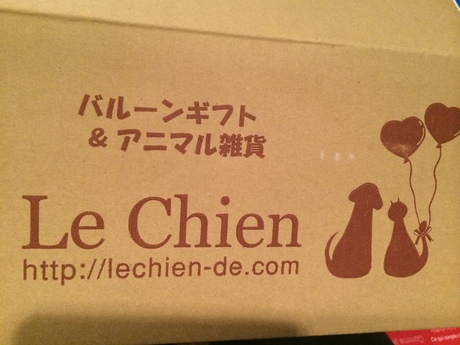 バルーンギフト
& アニマル雑貨
Le Chien
http://lechien-de.com